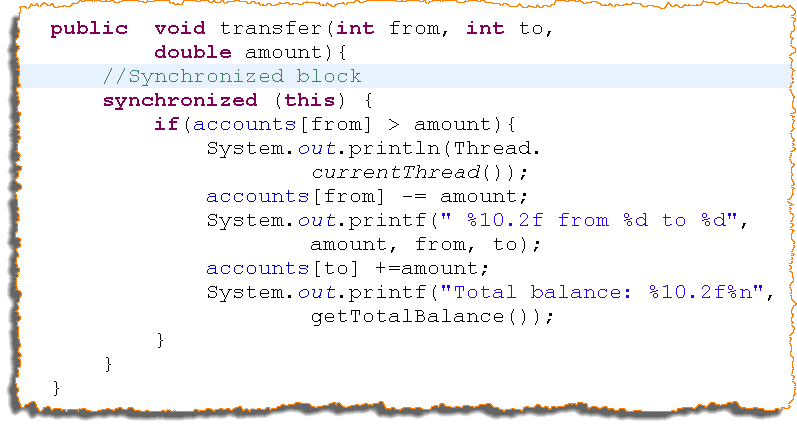 public  void transfer(int from, int to,
        double amount){
    //Synchronized block
    synchronized (this) {
        if(accounts[from] > amount){
            System.out.println(Thread.
                    currentThread());
            accounts[from] -= amount;
            System.out.printf(" %10.2f from %d to %d",
                    amount, from, to);
            accounts[to] +=amount;
            System.out.printf("Total balance: %10.2f%n",
                    getTotalBalance());
        }
    }
}